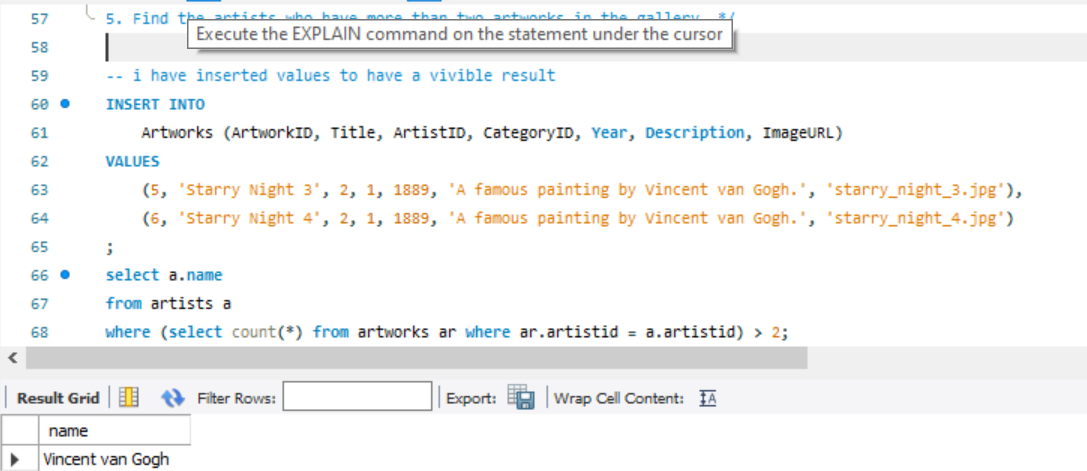 57 5. Find the artists who have more than two artworks in the gallery. */
Execute the EXPLAIN command on the statement under the cursor
58
59 -- i have inserted values to have a vivible result
60 INSERT INTO
61 Artworks (ArtworkID, Title, ArtistID, CategoryID, Year, Description, ImageURL)
62 VALUES
63 (5, 'Starry Night 3', 2, 1, 1889, 'A famous painting by Vincent van Gogh.', 'starry_night_3.jpg'),
64 (6, 'Starry Night 4', 2, 1, 1889, 'A famous painting by Vincent van Gogh.', 'starry_night_4.jpg')
65 ;
66 select a.name
67 from artists a
68 where (select count(*) from artworks ar where ar.artistid = a.artistid) > 2;
Result Grid Filter Rows: Export: Wrap Cell Content: IA
name
Vincent van Gogh